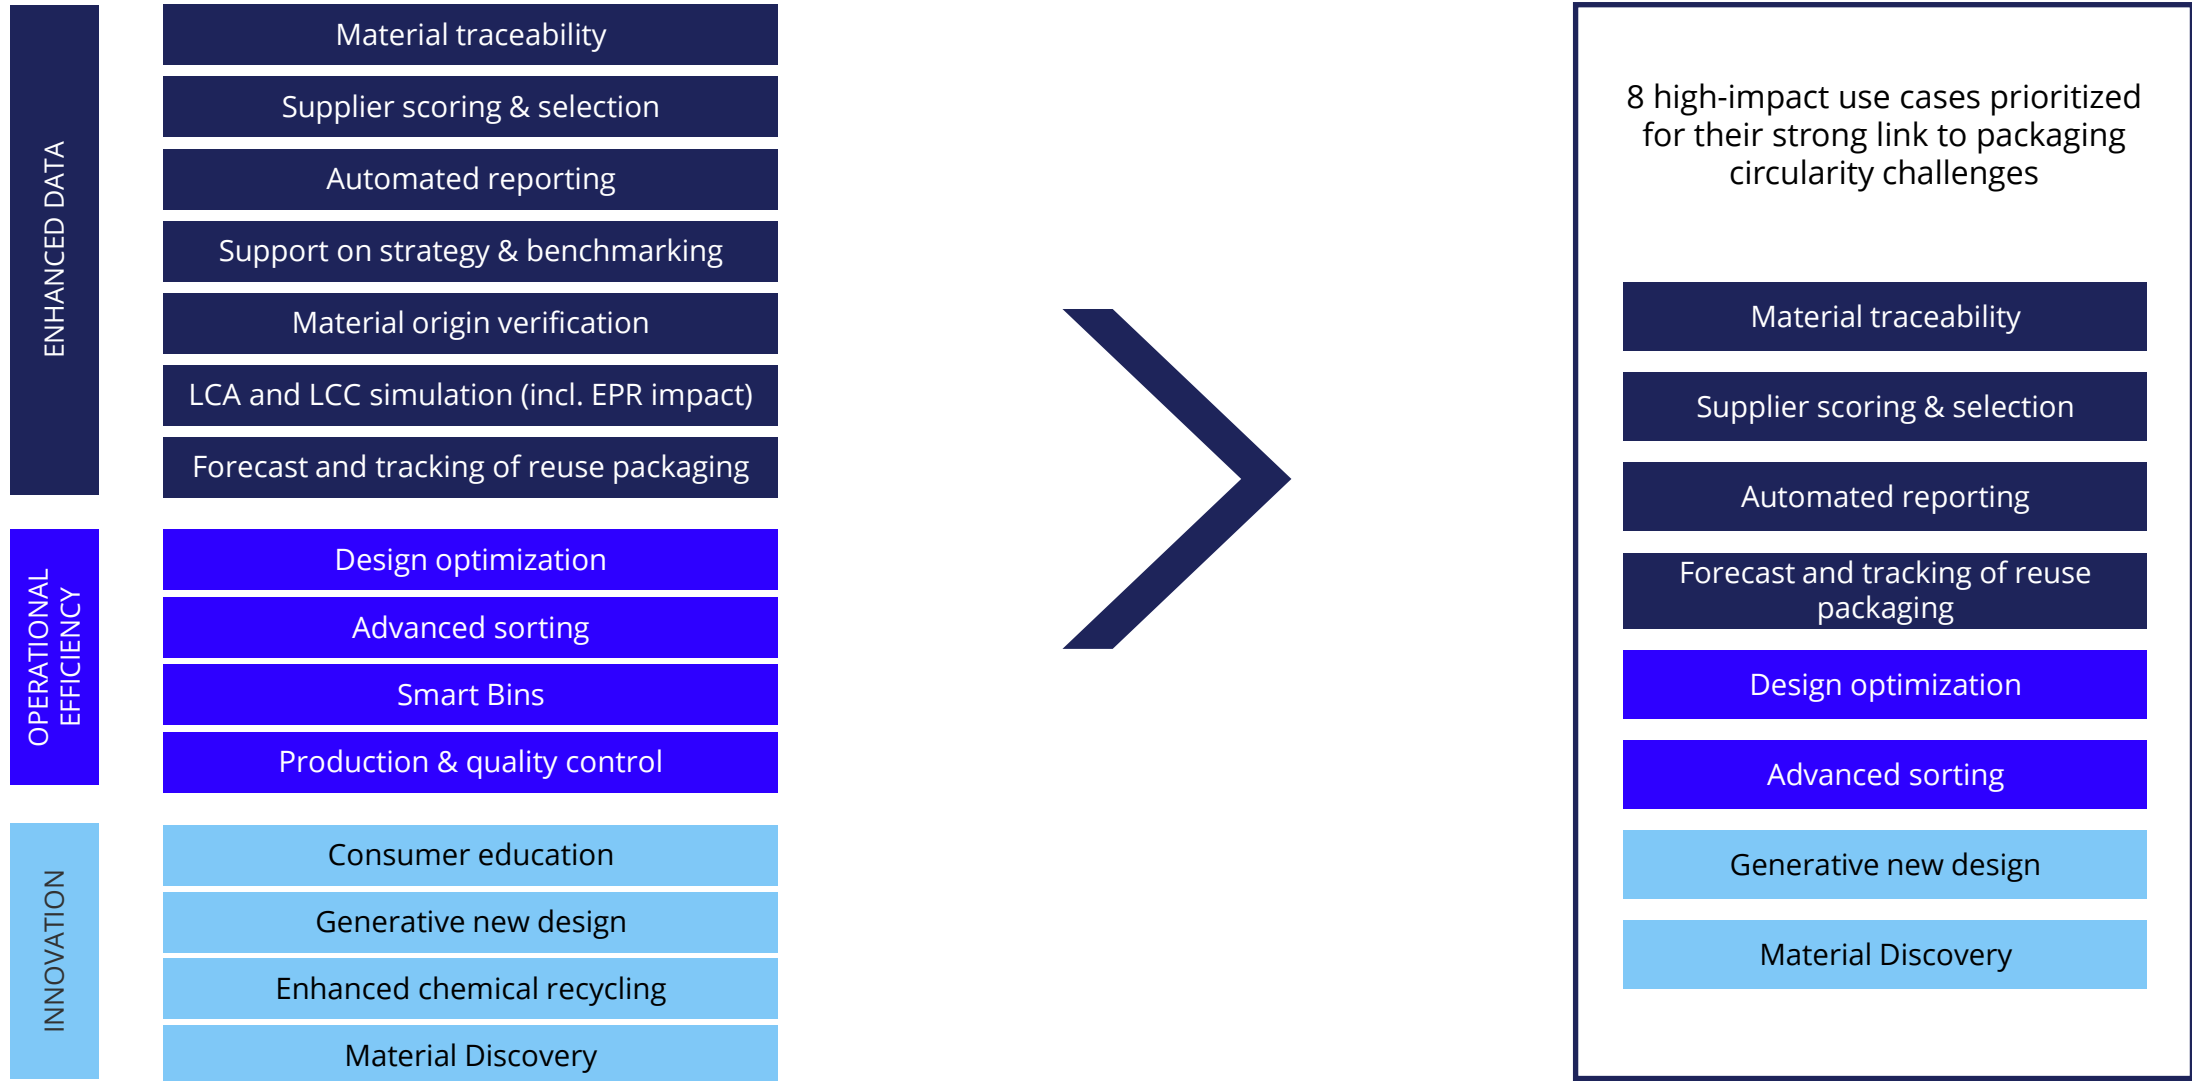 ENHANCED DATA
Material traceability
Supplier scoring & selection
Automated reporting
Support on strategy & benchmarking
Material origin verification
LCA and LCC simulation (incl. EPR impact)
Forecast and tracking of reuse packaging
OPERATIONAL
EFFICIENCY
Design optimization
Advanced sorting
Smart Bins
Production & quality control
INNOVATION
Consumer education
Generative new design
Enhanced chemical recycling
Material Discovery
8 high-impact use cases prioritized
for their strong link to packaging
circularity challenges
Material traceability
Supplier scoring & selection
Automated reporting
Forecast and tracking of reuse
packaging
Design optimization
Advanced sorting
Generative new design
Material Discovery